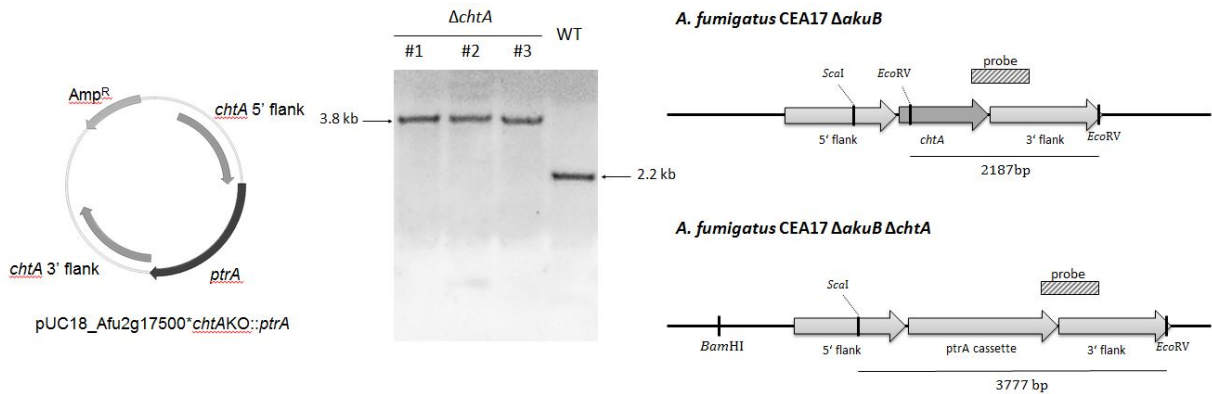 Amp^R
chtA 5' flank
chtA 3' flank
ptrA
pUC18_Afu2g17500*chtAKO::ptrA
ΔchtA
WT
#1 #2 #3
3.8 kb
2.2 kb
A. fumigatus CEA17 ΔakuB
probe
ScaI EcoRV
5' flank chtA 3' flank EcoRV
2187bp
A. fumigatus CEA17 ΔakuB ΔchtA
probe
ScaI
BamHI 5' flank ptrA cassette 3' flank EcoRV
3777 bp